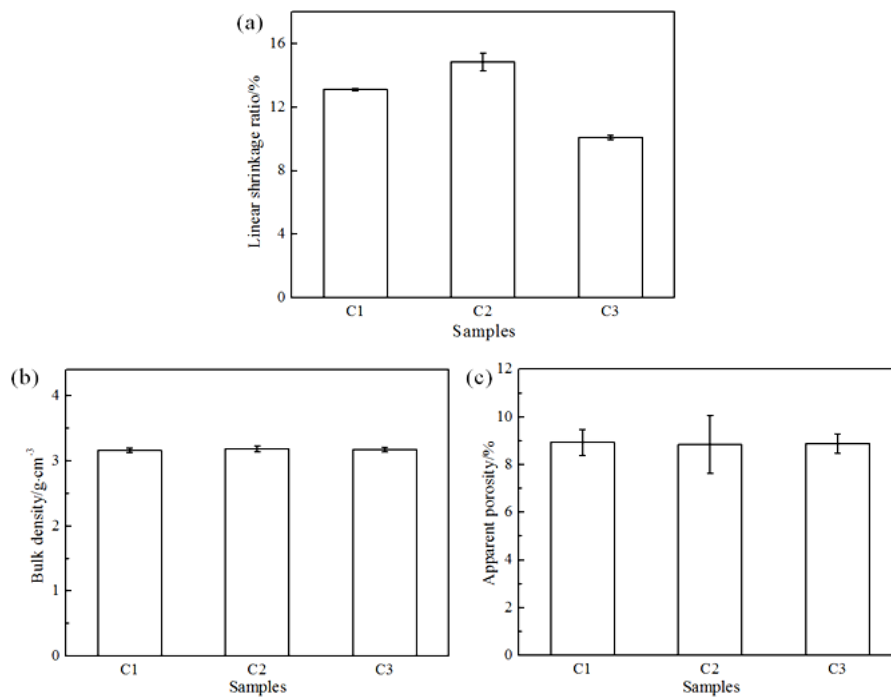 (a)
Linear shrinkage ratio/%
16
12
8
4
0
C1 C2 C3
Samples
(b)
Bulk density/g·cm⁻³
4
3
2
1
0
C1 C2 C3
Samples
(c)
Apparent porosity/%
12
10
8
6
4
2
0
C1 C2 C3
Samples